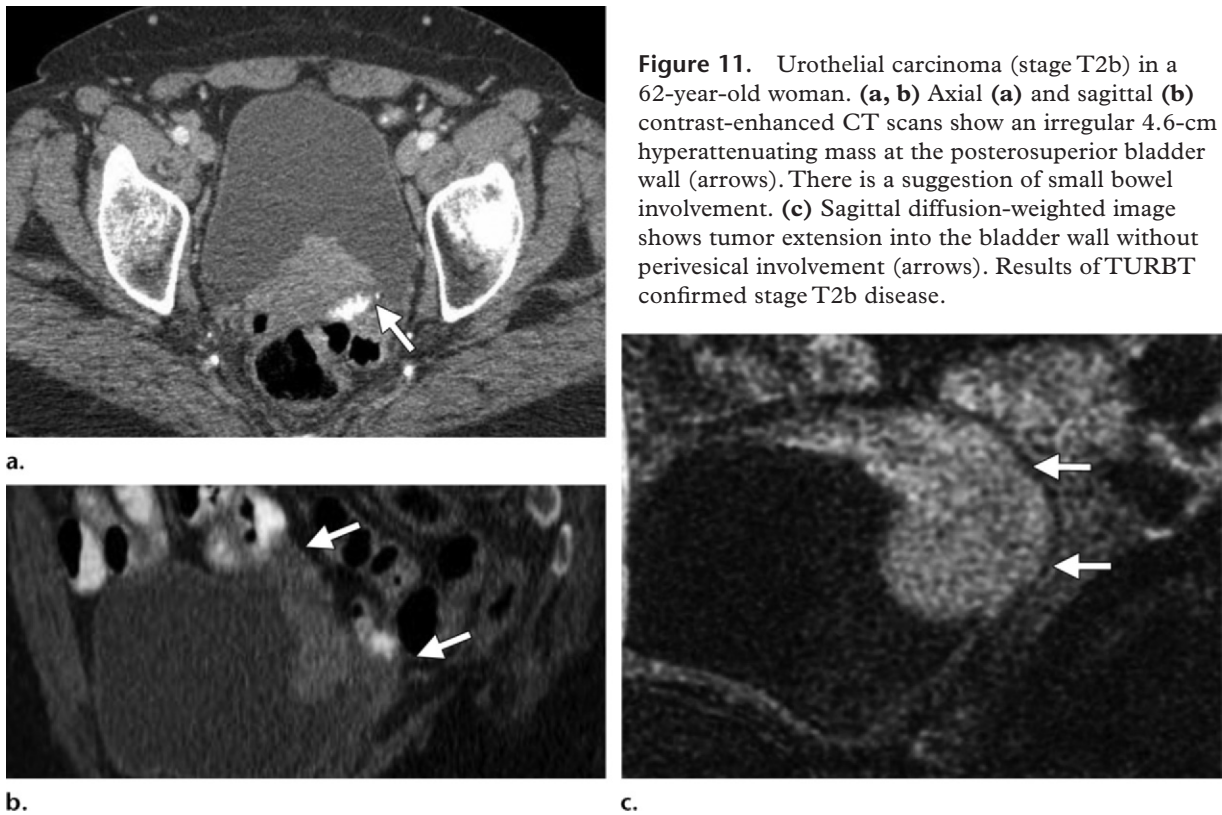 Figure 11. Urothelial carcinoma (stage T2b) in a
62-year-old woman. (a, b) Axial (a) and sagittal (b)
contrast-enhanced CT scans show an irregular 4.6-cm
hyperattenuating mass at the posterosuperior bladder
wall (arrows). There is a suggestion of small bowel
involvement. (c) Sagittal diffusion-weighted image
shows tumor extension into the bladder wall without
perivesical involvement (arrows). Results of TURBT
confirmed stage T2b disease.
a.
b.
c.